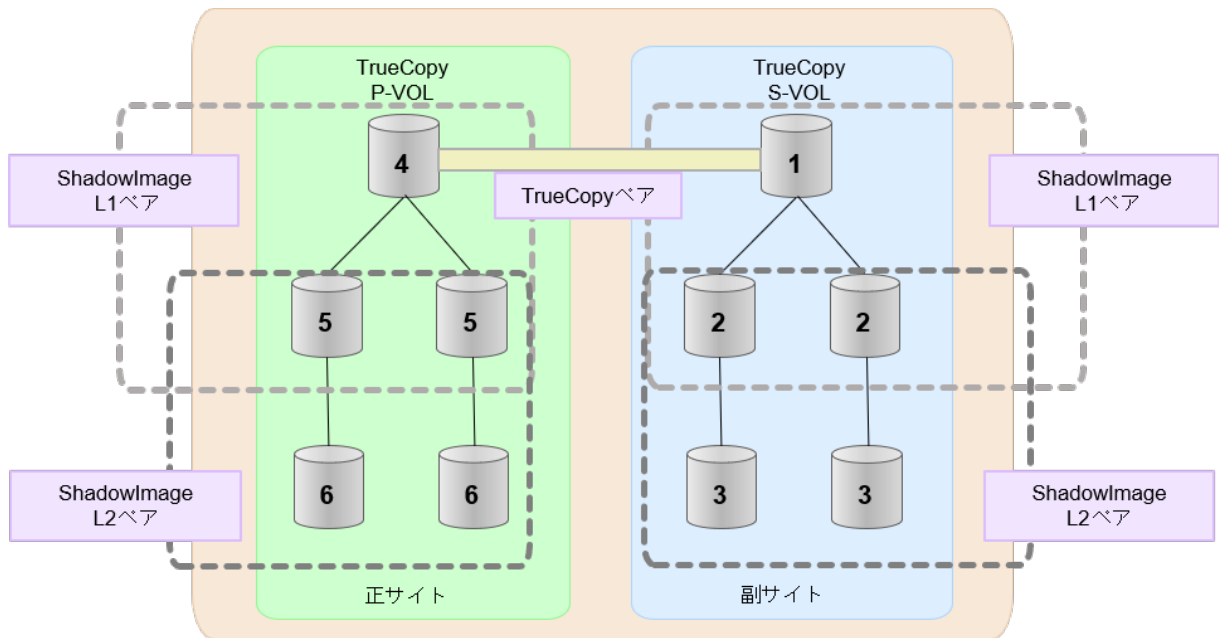 TrueCopy
P-VOL
TrueCopy
S-VOL
4
1
ShadowImage
L1ペア
TrueCopyペア
ShadowImage
L1ペア
5
5
2
2
6
6
3
3
ShadowImage
L2ペア
ShadowImage
L2ペア
正サイト
副サイト